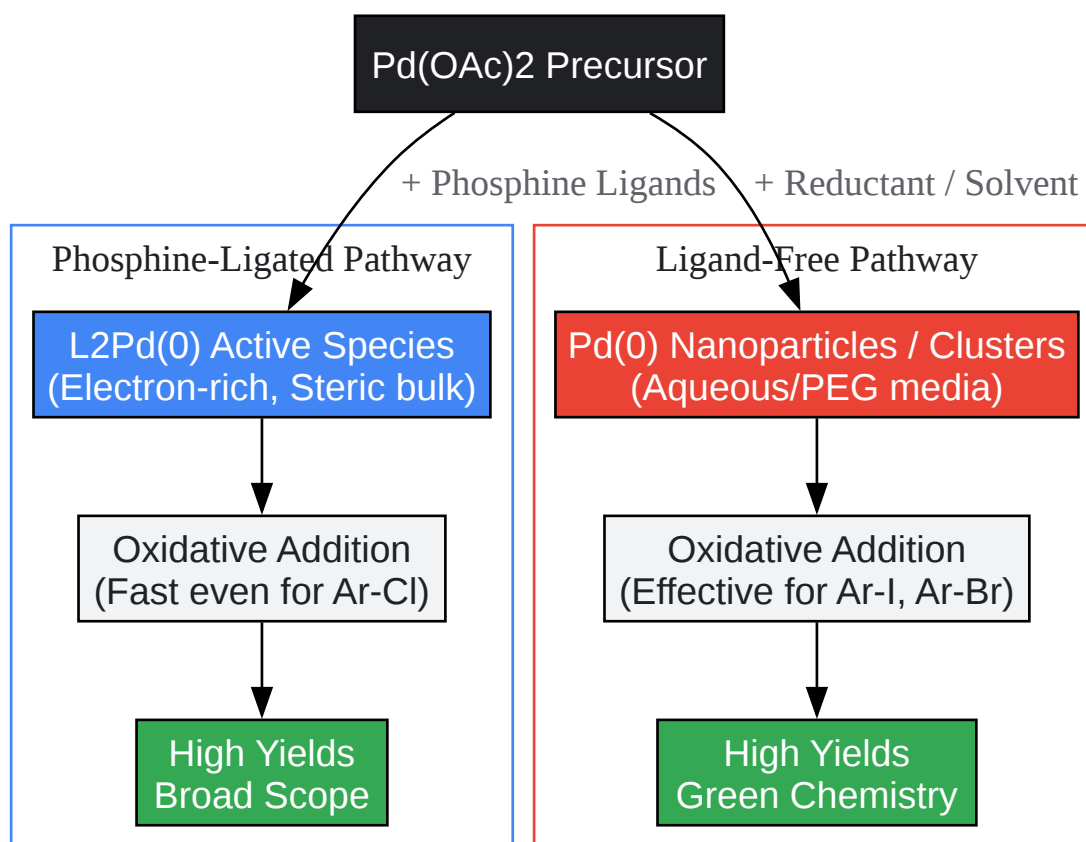 Pd(OAc)2 Precursor
+ Phosphine Ligands
+ Reductant / Solvent
Phosphine-Ligated Pathway
L2Pd(0) Active Species
(Electron-rich, Steric bulk)
Oxidative Addition
(Fast even for Ar-Cl)
High Yields
Broad Scope
Ligand-Free Pathway
Pd(0) Nanoparticles / Clusters
(Aqueous/PEG media)
Oxidative Addition
(Effective for Ar-I, Ar-Br)
High Yields
Green Chemistry